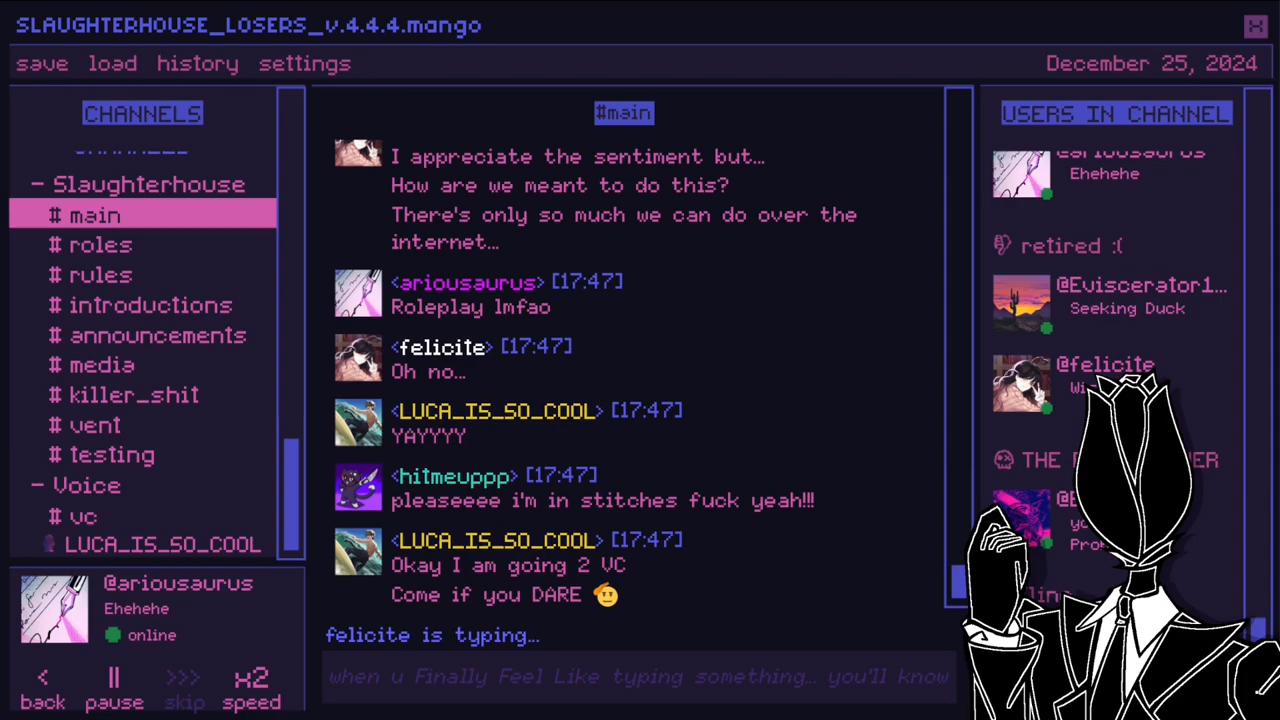 SLAUGHTERHOUSE_LOSERS_v.4.4.4.mango
save load history settings
December 25, 2024
CHANNELS
- Slaughterhouse
# main
# roles
# rules
# introductions
# announcements
# media
# killer_shit
# vent
# testing
- Voice
# vc
LUCA_IS_SO_COOL
@ariousaurus
Ehehehe
online
< || >>> x2
back pause skip speed
#main
I appreciate the sentiment but...
How are we meant to do this?
There's only so much we can do over the
internet...
<ariousaurus> [17:47]
Roleplay lmfao
<felicite> [17:47]
Oh no...
<LUCA_IS_SO_COOL> [17:47]
YAYYYY
<hitmeuppp> [17:47]
pleaseeee i'm in stitches fuck yeah!!!
<LUCA_IS_SO_COOL> [17:47]
Okay I am going 2 VC
Come if you DARE 🫡
felicite is typing...
when u Finally Feel Like typing something... you'll know
USERS IN CHANNEL
@ariousaurus
Ehehehe
retired :(
@Eviscerator1...
Seeking Duck
@felicite
THE